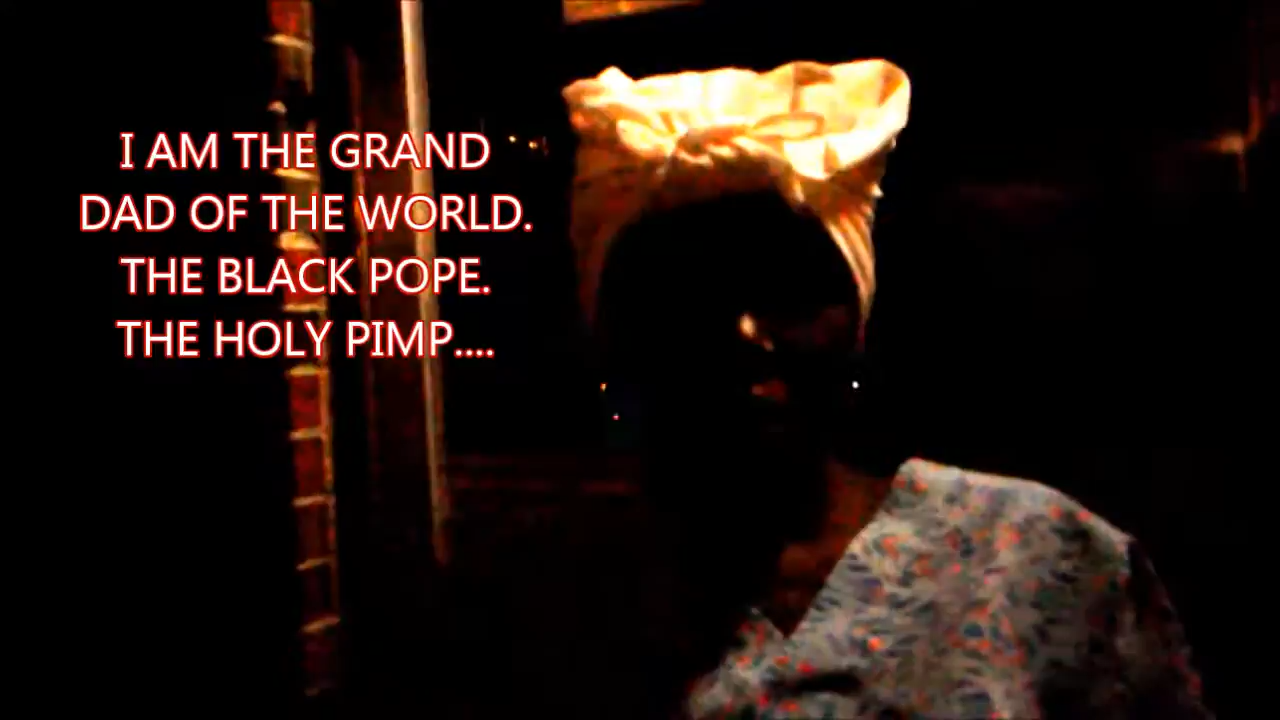 I AM THE GRAND
DAD OF THE WORLD.
THE BLACK POPE.
THE HOLY PIMP....